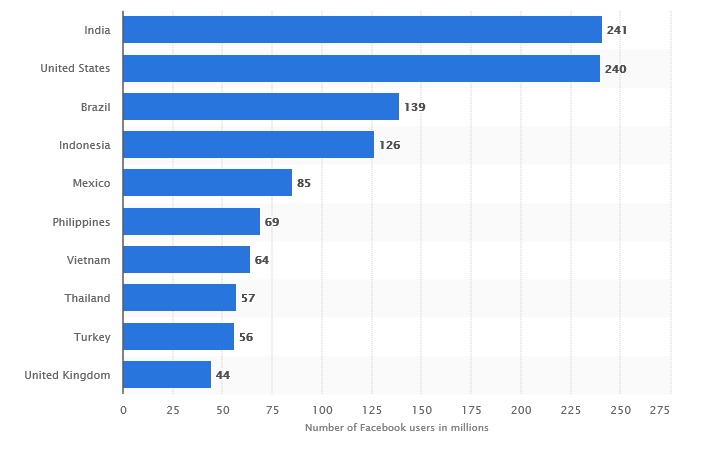 India 241
United States 240
Brazil 139
Indonesia 126
Mexico 85
Philippines 69
Vietnam 64
Thailand 57
Turkey 56
United Kingdom 44
0 25 50 75 100 125 150 175 200 225 250 275
Number of Facebook users in millions